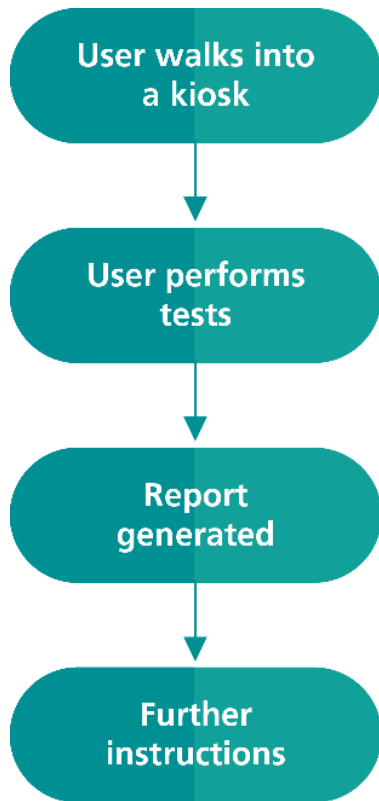 User walks into
a kiosk
User performs
tests
Report
generated
Further
instructions